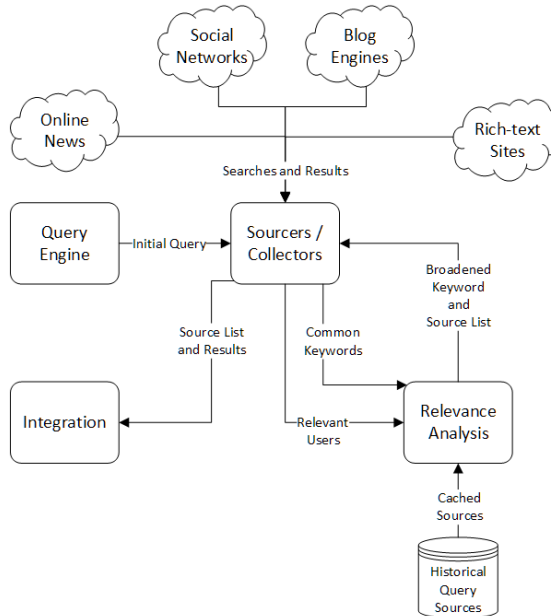 Social
Networks
Blog
Engines
Online
News
Rich-text
Sites
Searches and Results
Query
Engine
Initial Query
Sourcers /
Collectors
Broadened
Keyword
and
Source List
Source List
and Results
Common
Keywords
Integration
Relevant
Users
Relevance
Analysis
Cached
Sources
Historical
Query
Sources